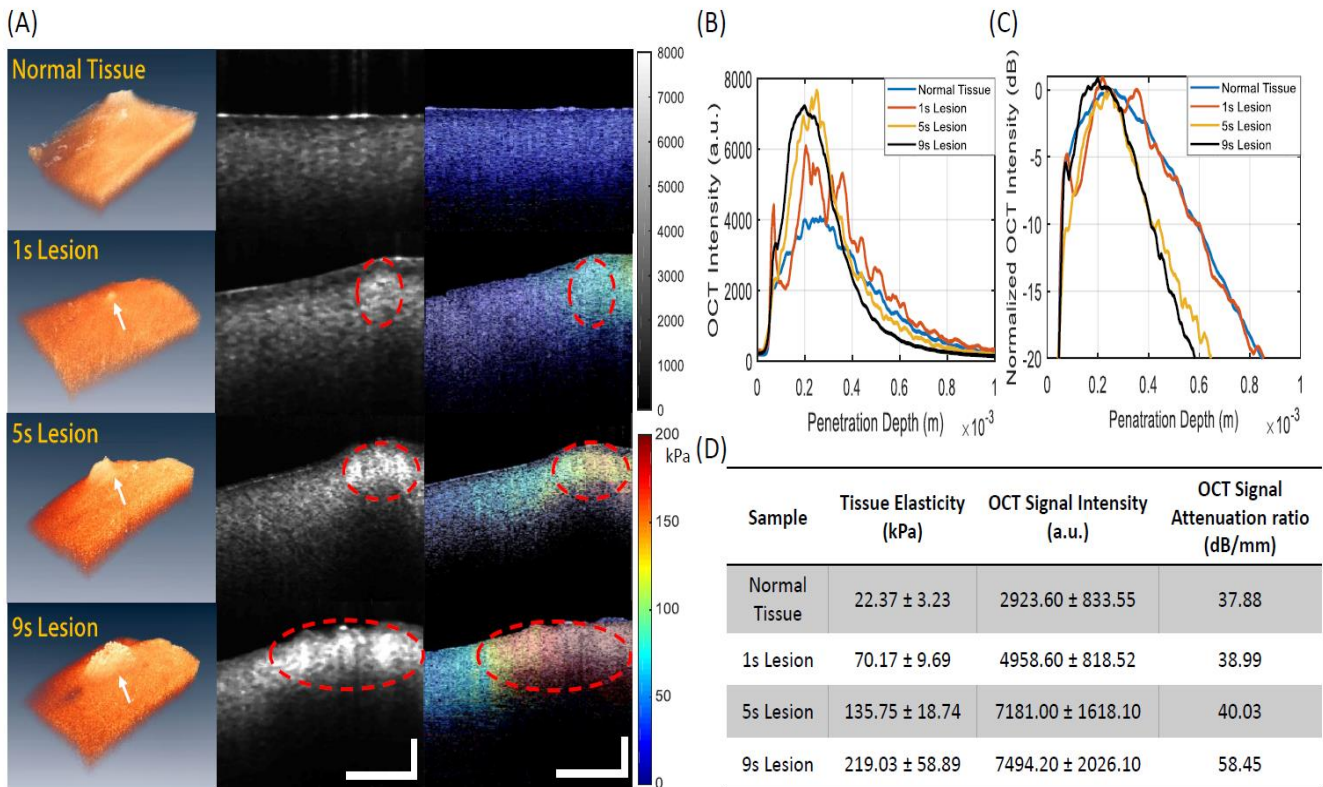 (A)
Normal Tissue
1s Lesion
5s Lesion
9s Lesion
8000
7000
6000
5000
4000
3000
2000
1000
0
200
kPa
150
100
50
0
(B)
OCT Intensity (a.u.)
8000
6000
4000
2000
0
Normal Tissue
1s Lesion
5s Lesion
9s Lesion
0 0.2 0.4 0.6 0.8 1
Penetration Depth (m) ×10⁻³
(C)
Normalized OCT Intensity (dB)
0
-5
-10
-15
-20
Normal Tissue
1s Lesion
5s Lesion
9s Lesion
0 0.2 0.4 0.6 0.8 1
Penatration Depth (m) ×10⁻³
(D)
Sample Tissue Elasticity (kPa) OCT Signal Intensity (a.u.) OCT Signal Attenuation ratio (dB/mm)
Normal Tissue 22.37 ± 3.23 2923.60 ± 833.55 37.88
1s Lesion 70.17 ± 9.69 4958.60 ± 818.52 38.99
5s Lesion 135.75 ± 18.74 7181.00 ± 1618.10 40.03
9s Lesion 219.03 ± 58.89 7494.20 ± 2026.10 58.45